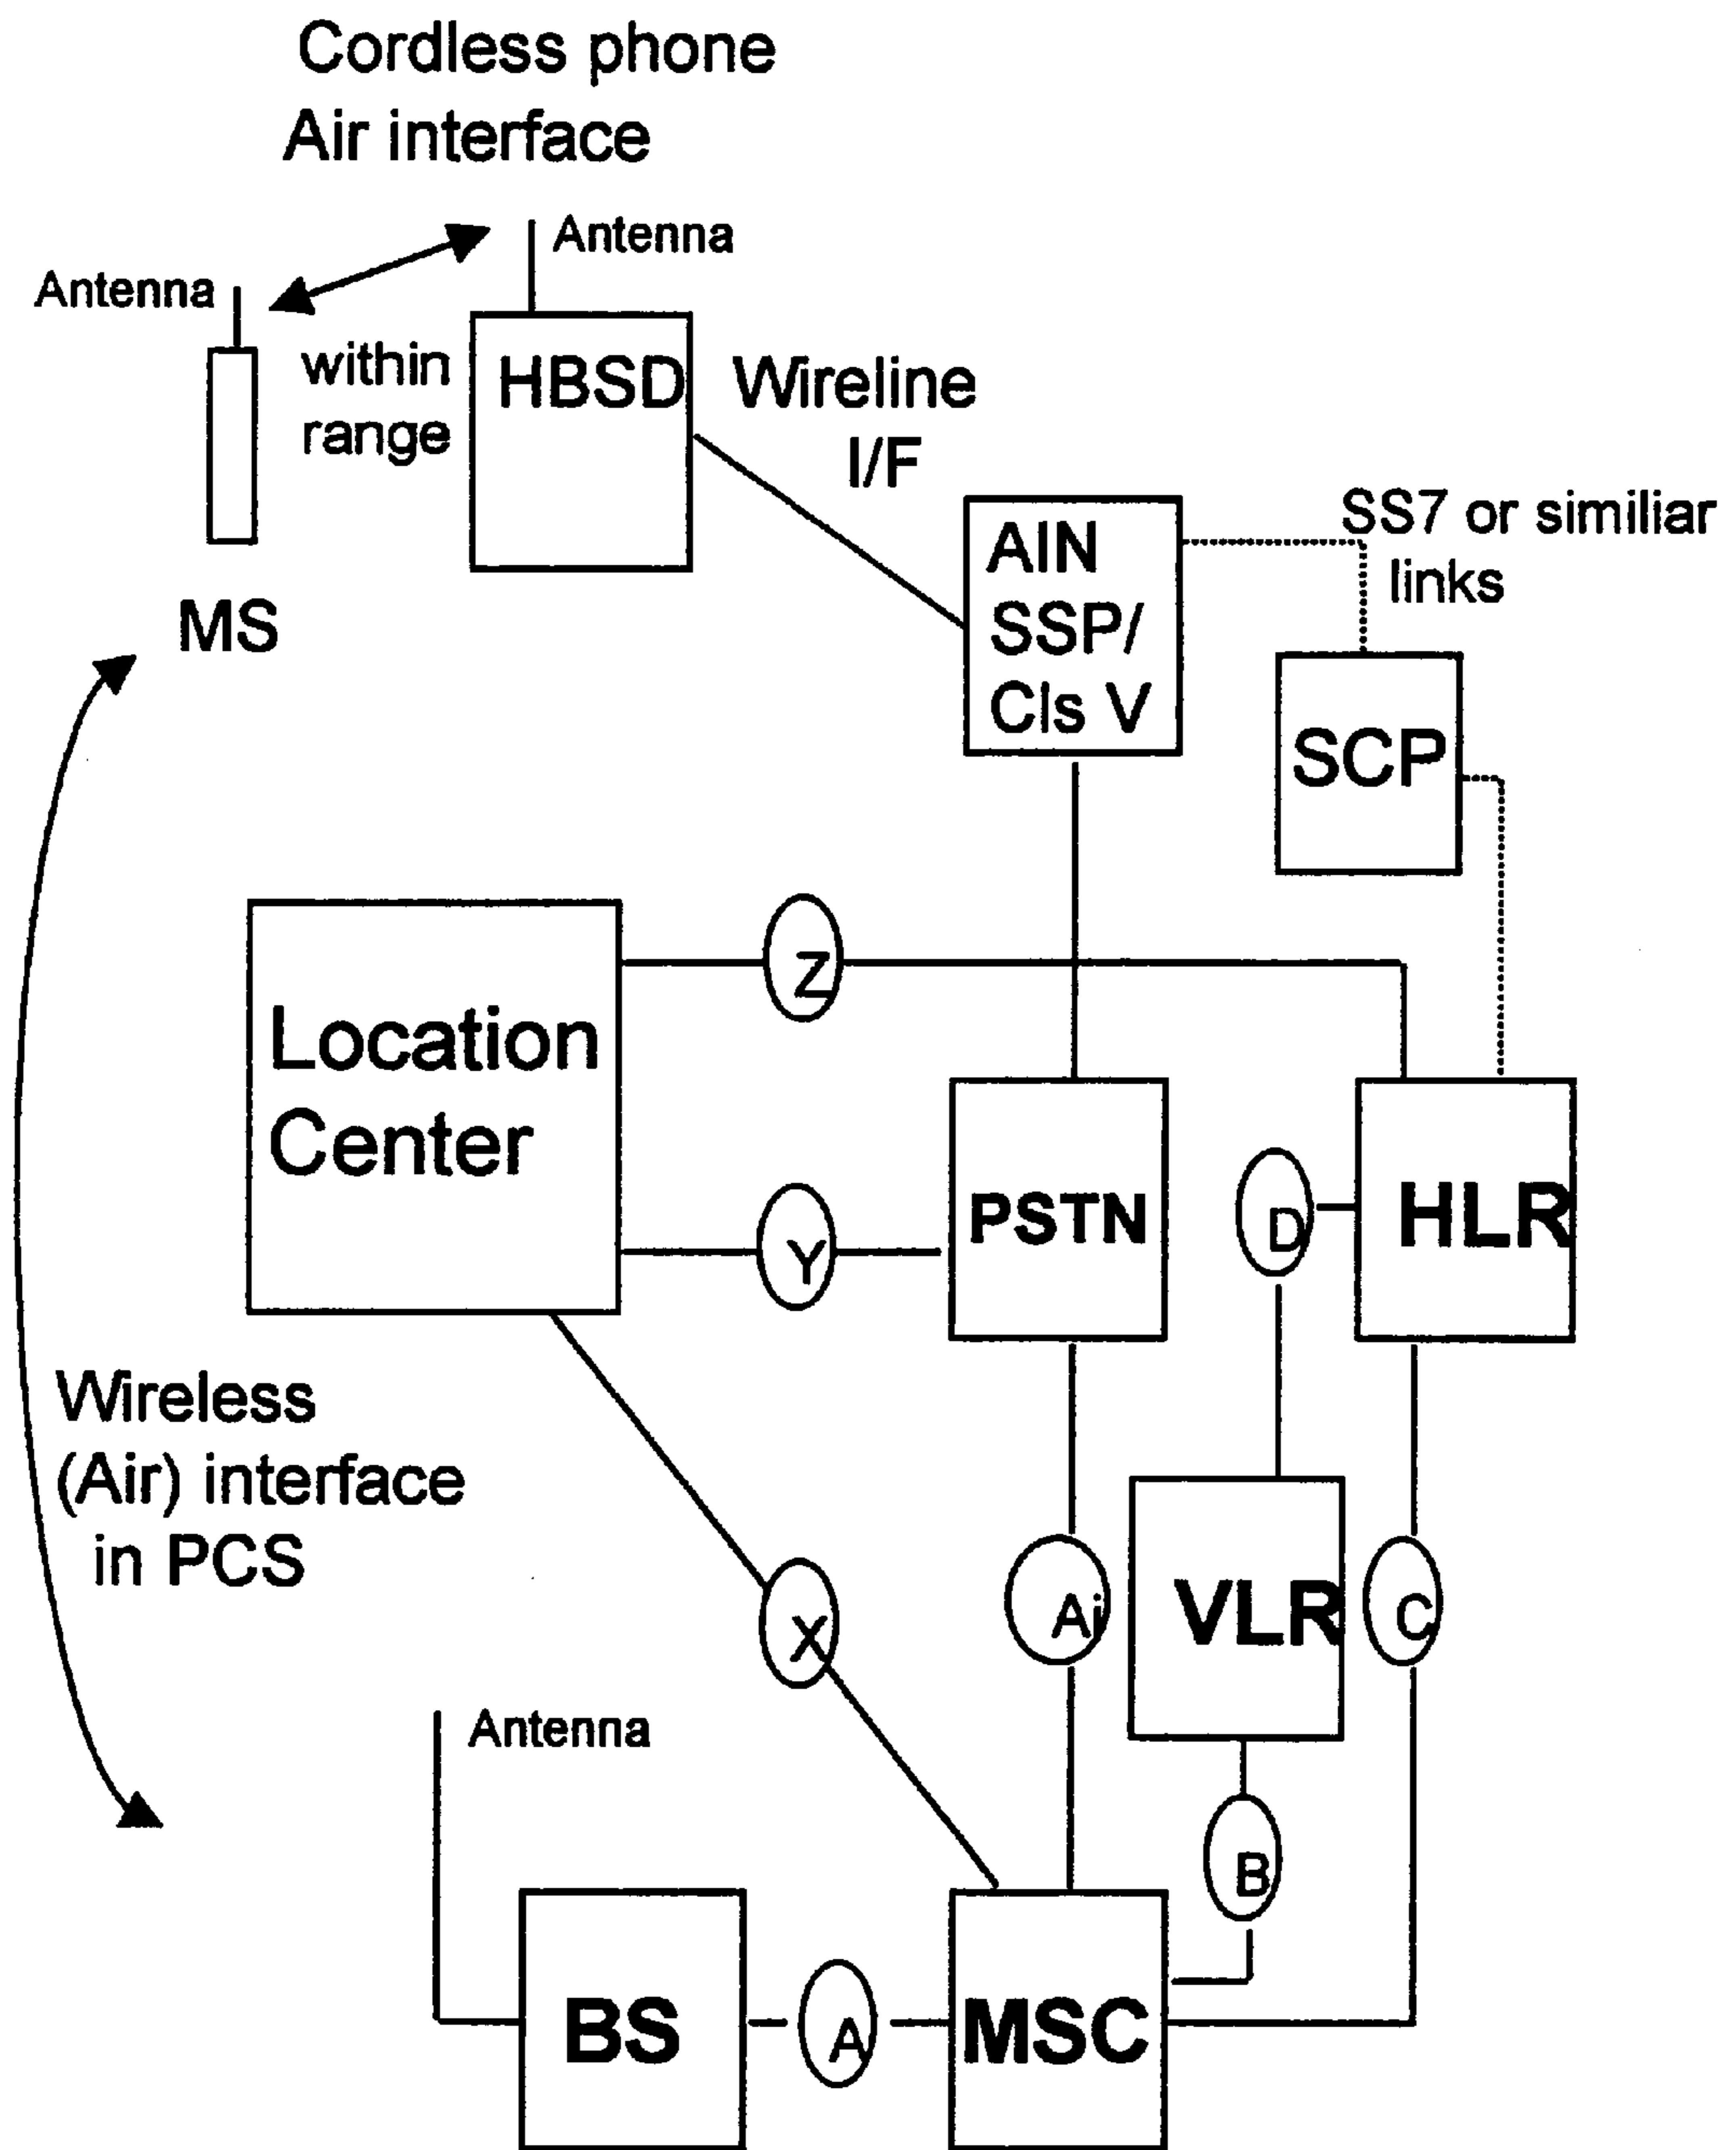 Cordless phone
Air interface
Antenna
Antenna
within
range
HBSD
Wireline
I/F
MS
AIN
SSP/
Cls V
SS7 or similiar
links
SCP
Z
Location
Center
Y
PSTN
D
HLR
Wireless
(Air) interface
in PCS
X
Ai
VLR
C
Antenna
B
BS
A
MSC